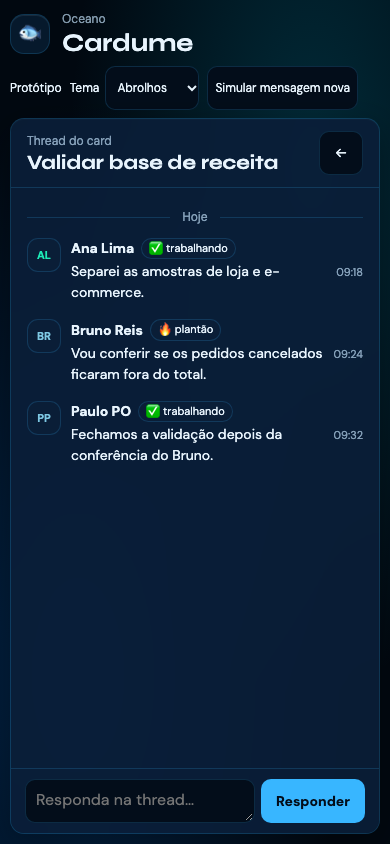 Oceano
Cardume
Protótipo Tema Abrolhos Simular mensagem nova
Thread do card
Validar base de receita
←
Hoje
AL Ana Lima ✅ trabalhando
Separei as amostras de loja e e- 09:18
commerce.
BR Bruno Reis 🔥 plantão
Vou conferir se os pedidos cancelados 09:24
ficaram fora do total.
PP Paulo PO ✅ trabalhando
Fechamos a validação depois da 09:32
conferência do Bruno.
Responda na thread... Responder